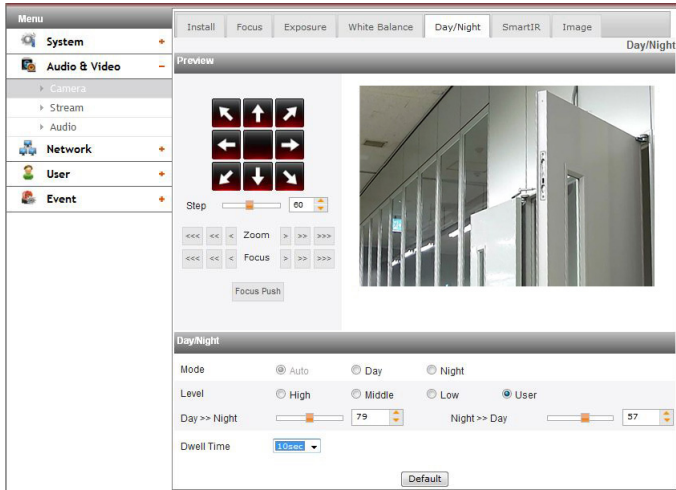 Menu
System +
Audio & Video -
Camera
Stream
Audio
Network +
User +
Event +
Install Focus Exposure White Balance Day/Night SmartIR Image
Day/Night
Preview
Step 60
<<< << < Zoom > >> >>>
<<< << < Focus > >> >>>
Focus Push
Day/Night
Mode Auto Day Night
Level High Middle Low User
Day >> Night 79 Night >> Day 57
Dwell Time 10sec
Default